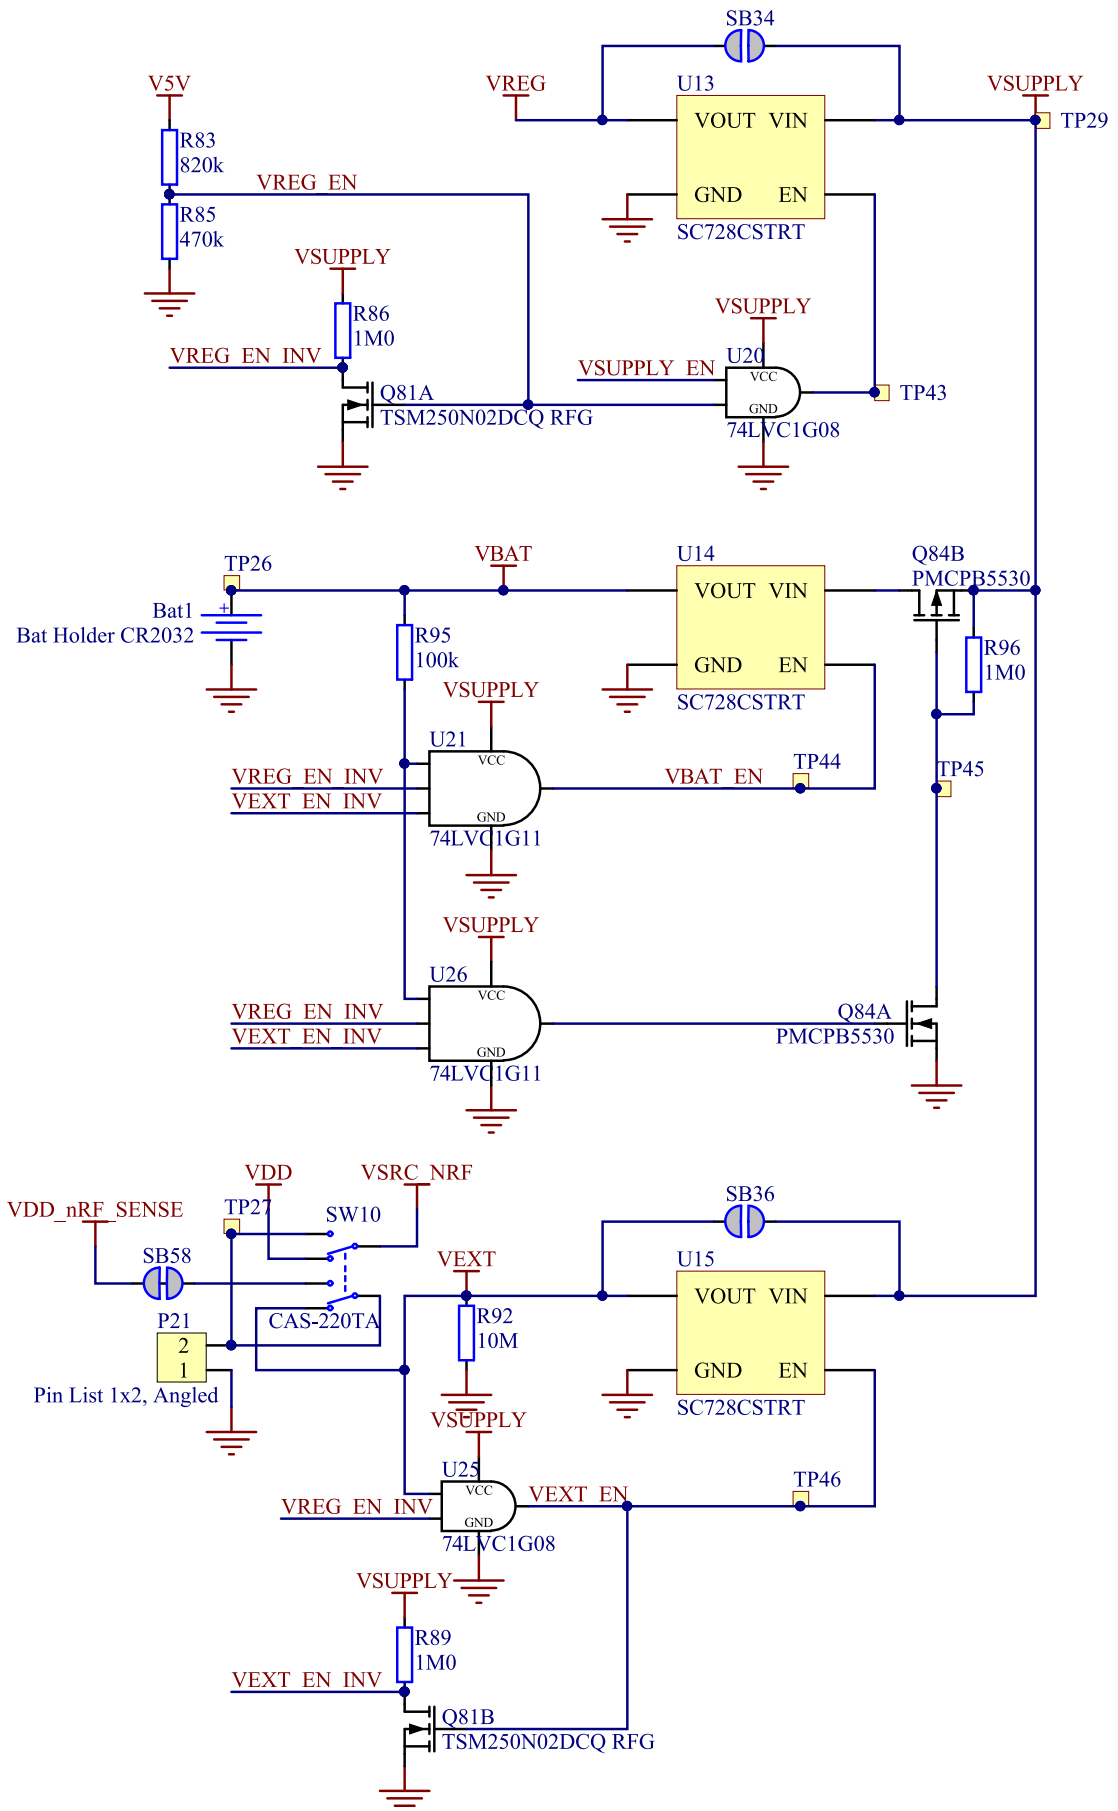 SB34
V5V
VREG
U13
VSUPPLY
VOUT VIN
TP29
R83
820k
VREG_EN
GND EN
R85
470k
SC728CSTRT
VSUPPLY
VSUPPLY
R86
1M0
U20
VREG_EN_INV
VSUPPLY_EN
VCC
Q81A
TP43
GND
TSM250N02DCQ RFG
74LVC1G08
TP26
VBAT
U14
Q84B
PMCPB5530
VOUT VIN
+
Bat1
Bat Holder CR2032
R95
100k
GND EN
R96
1M0
VSUPPLY
SC728CSTRT
U21
VCC
TP44
TP45
VREG_EN_INV
VBAT_EN
VEXT_EN_INV
GND
74LVC1G11
VSUPPLY
U26
VCC
VREG_EN_INV
Q84A
VEXT_EN_INV
PMCPB5530
GND
74LVC1G11
VDD
VSRC_NRF
VDD_nRF_SENSE
TP27
SW10
SB36
SB58
VEXT
U15
VOUT VIN
P21
CAS-220TA
R92
10M
2
1
GND EN
Pin List 1x2, Angled
SC728CSTRT
VSUPPLY
U25
TP46
VCC
VEXT_EN
VREG_EN_INV
GND
74LVC1G08
VSUPPLY
R89
1M0
VEXT_EN_INV
Q81B
TSM250N02DCQ RFG